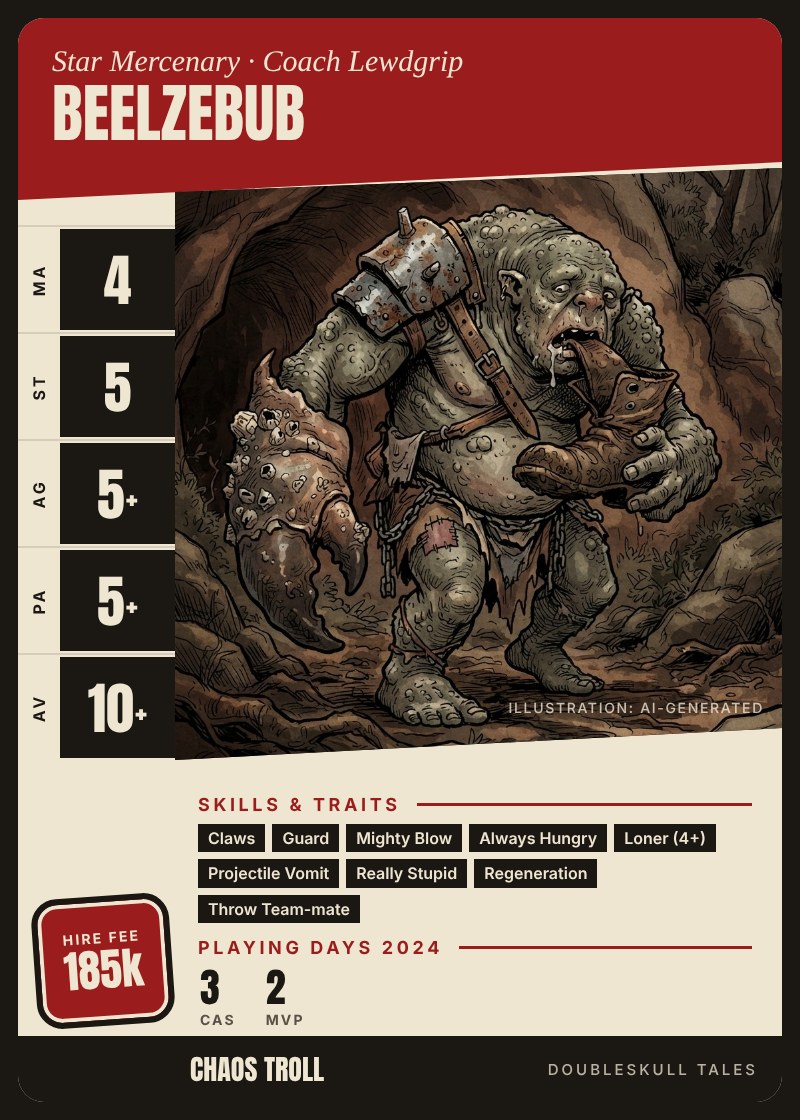 Star Mercenary · Coach Lewdgrip
BEELZEBUB
MA
4
ST
5
AG
5+
PA
5+
AV
10+
ILLUSTRATION: AI-GENERATED
SKILLS & TRAITS
Claws Guard Mighty Blow Always Hungry Loner (4+)
Projectile Vomit Really Stupid Regeneration
Throw Team-mate
PLAYING DAYS 2024
3 2
CAS MVP
HIRE FEE
185k
CHAOS TROLL
DOUBLESKULL TALES